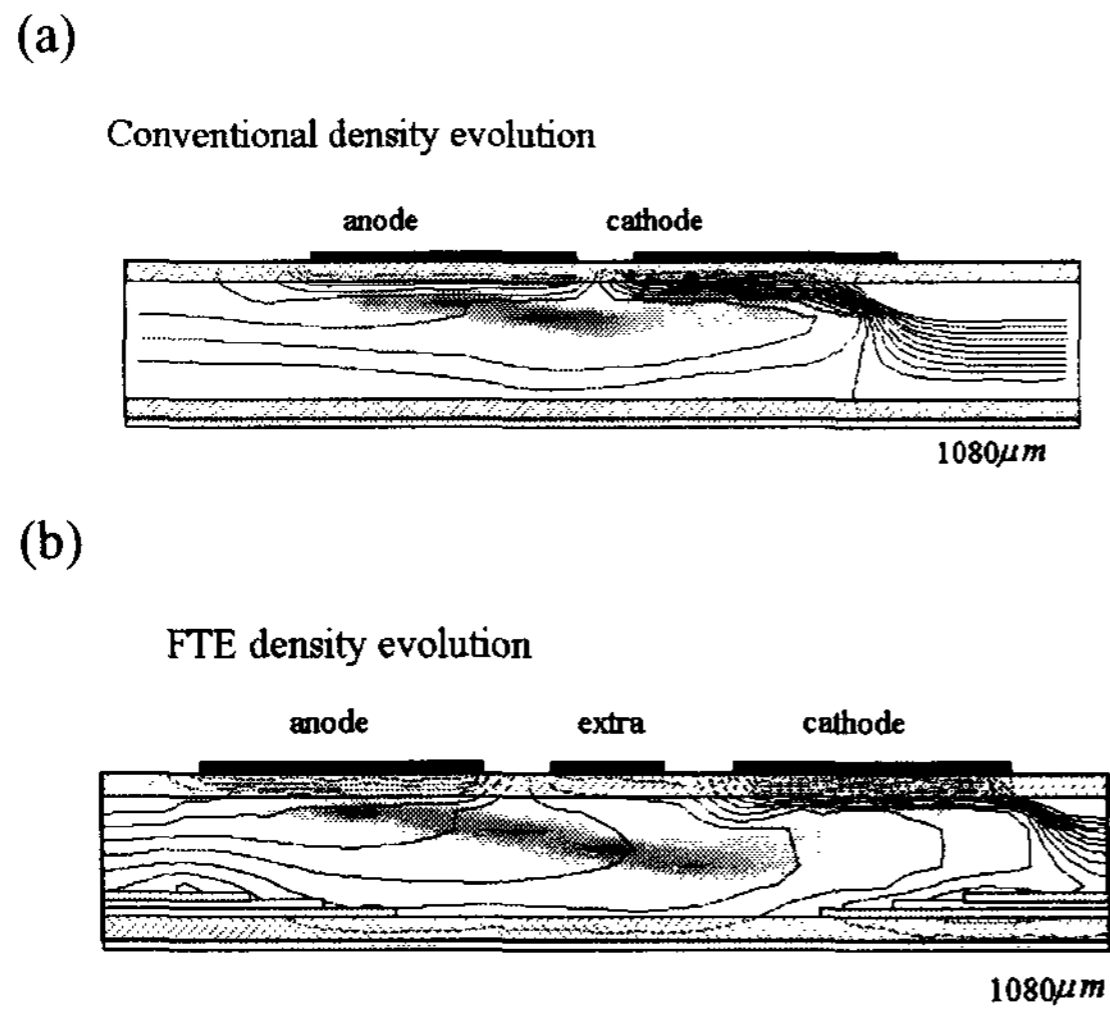 (a)
Conventional density evolution
anode cathode
1080μm
(b)
FTE density evolution
anode extra cathode
1080μm